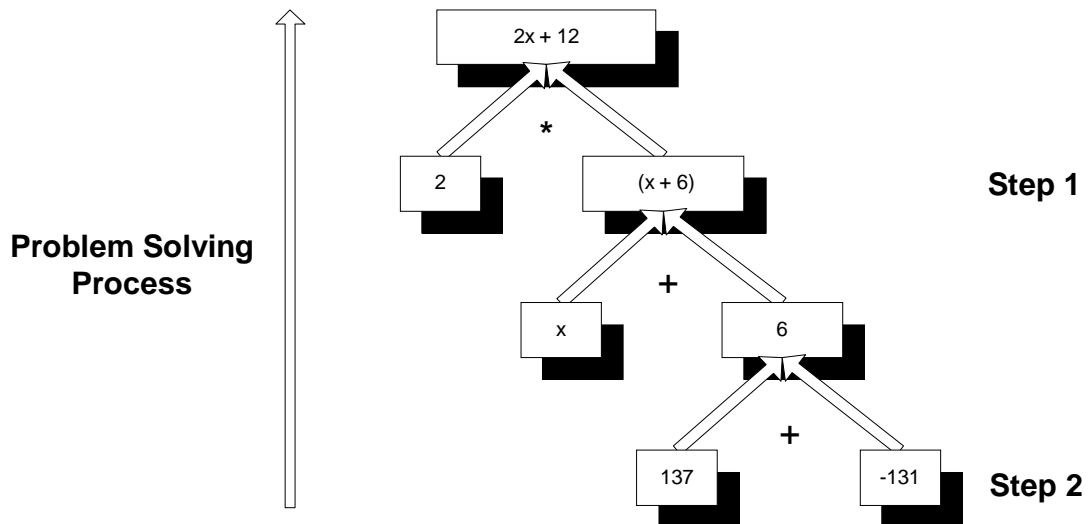 2x + 12
*
2
(x + 6)
Step 1
Problem Solving
Process
+
x
6
+
137
-131
Step 2